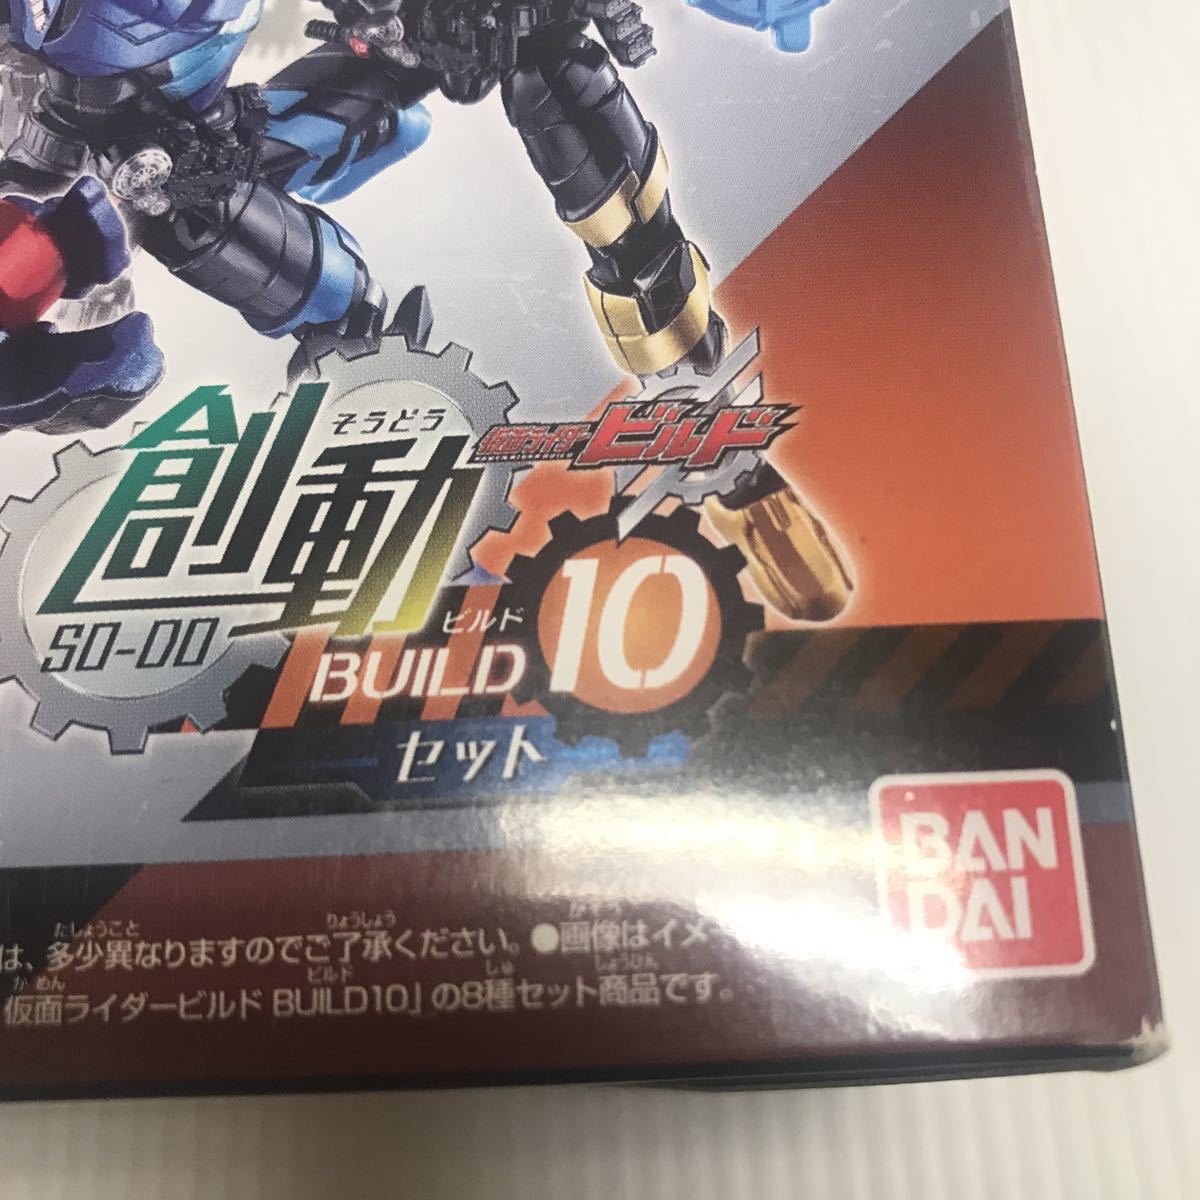 そうどう
創動
SO-DO
仮面ライダー
ビルド
ビルド
BUILD 10
セット
BAN
DAI
たしょうこと りょうしょう
は、多少異なりますのでご了承ください。●画像はイメ
かめん ビルド しゅ しょうひん
仮面ライダービルド BUILD10」の8種セット商品です。